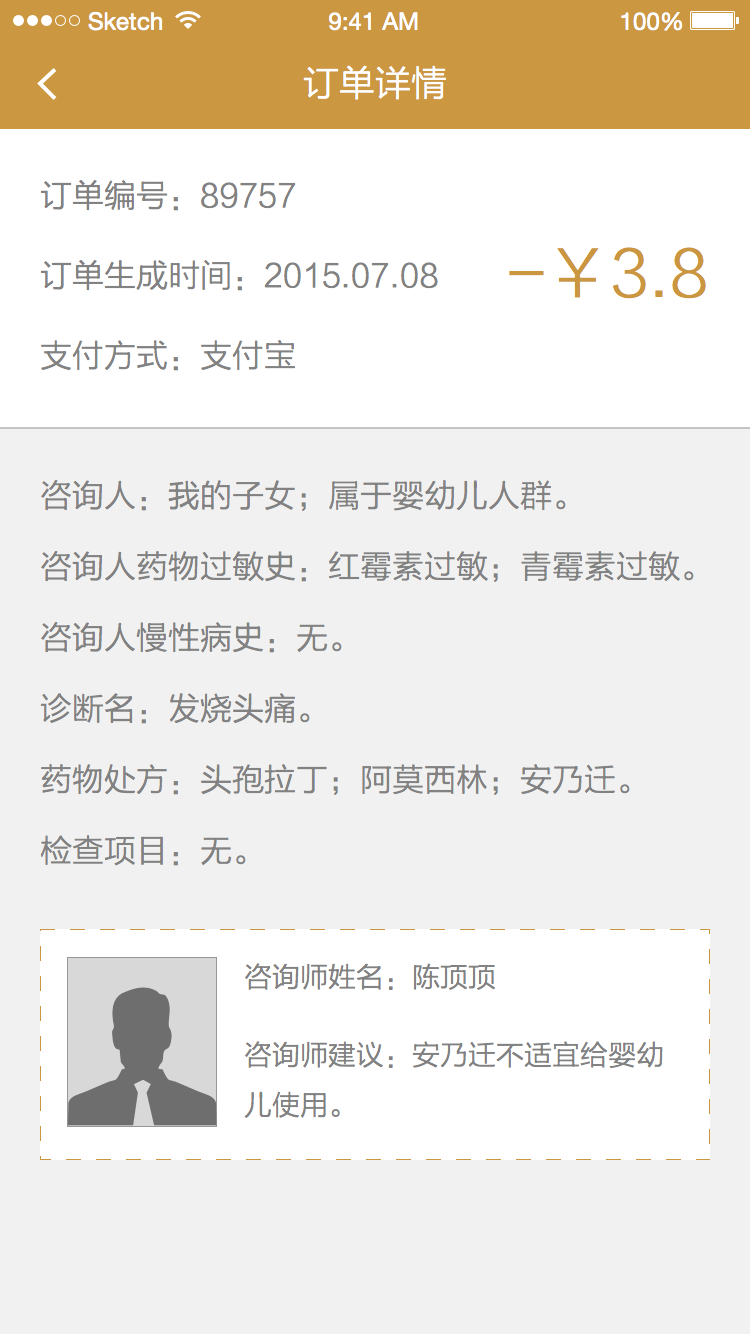 Sketch 9:41 AM 100%
订单详情
订单编号：89757
订单生成时间：2015.07.08
-￥3.8
支付方式：支付宝
咨询人：我的子女；属于婴幼儿人群。
咨询人药物过敏史：红霉素过敏；青霉素过敏。
咨询人慢性病史：无。
诊断名：发烧头痛。
药物处方：头孢拉丁；阿莫西林；安乃迁。
检查项目：无。
咨询师姓名：陈顶顶
咨询师建议：安乃迁不适宜给婴幼
儿使用。